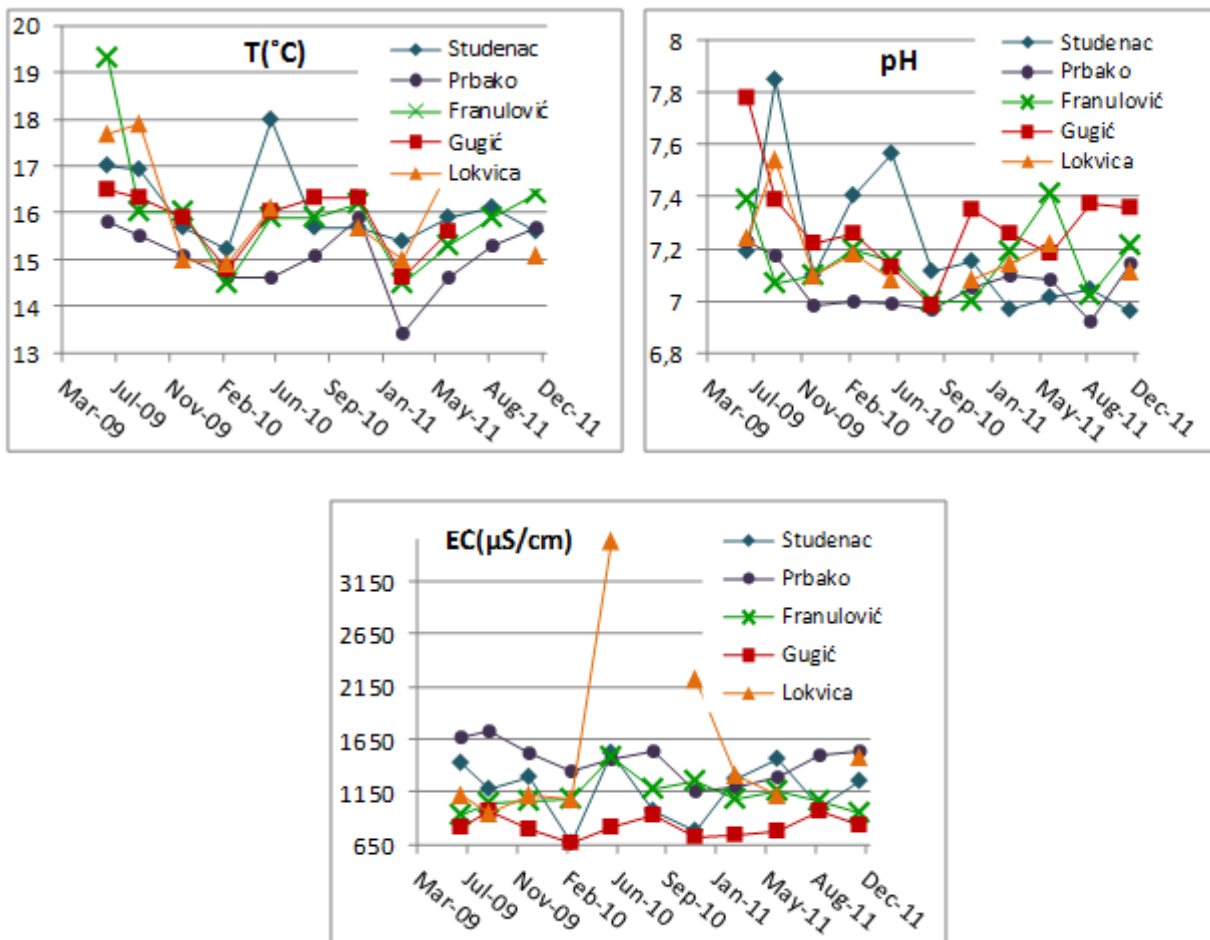 T(°C)
20
19
18
17
16
15
14
13
Studenac
Prbako
Franulović
Gugić
Lokvica
Mar-09
Jul-09
Nov-09
Feb-10
Jun-10
Sep-10
Jan-11
May-11
Aug-11
Dec-11
pH
8
7,8
7,6
7,4
7,2
7
6,8
Studenac
Prbako
Franulović
Gugić
Lokvica
Mar-09
Jul-09
Nov-09
Feb-10
Jun-10
Sep-10
Jan-11
May-11
Aug-11
Dec-11
EC(μS/cm)
3150
2650
2150
1650
1150
650
Studenac
Prbako
Franulović
Gugić
Lokvica
Mar-09
Jul-09
Nov-09
Feb-10
Jun-10
Sep-10
Jan-11
May-11
Aug-11
Dec-11